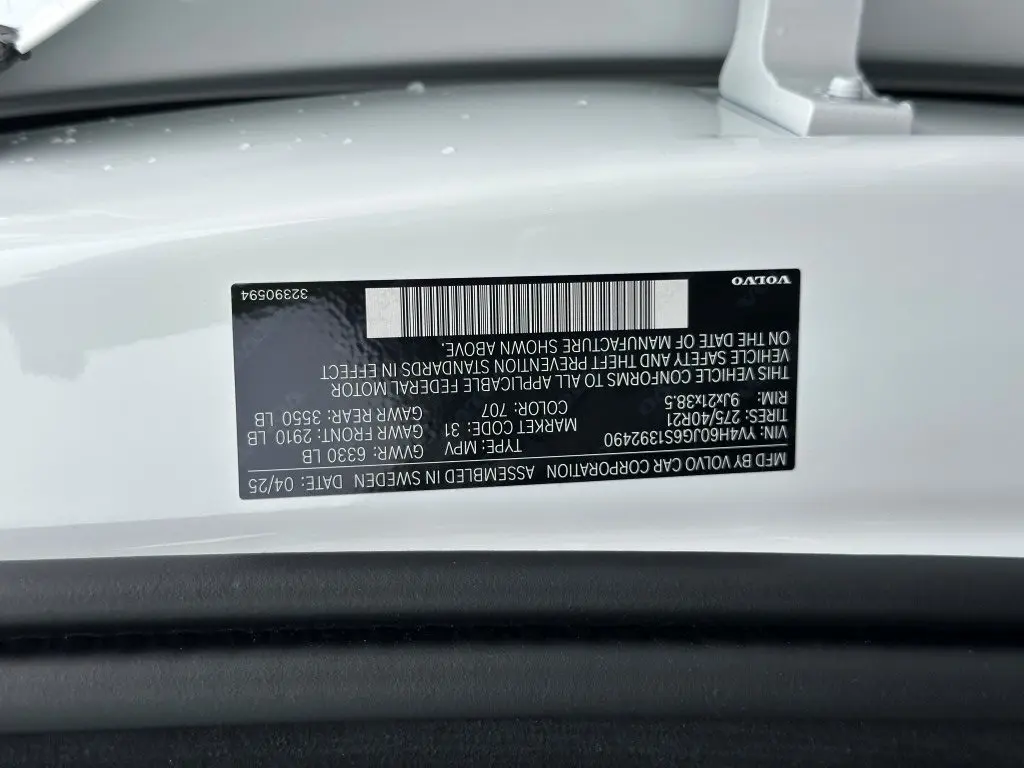 MFD BY VOLVO CAR CORPORATION ASSEMBLED IN SWEDEN DATE: 04/25
VIN: YV4H60JG6S1392490 TYPE: MPV GVWR: 6330 LB
TIRES: 275/40R21 MARKET CODE: 31 GAWR FRONT: 2910 LB
RIM: 9Jx21x38.5 COLOR: 707 GAWR REAR: 3550 LB
THIS VEHICLE CONFORMS TO ALL APPLICABLE FEDERAL MOTOR
VEHICLE SAFETY AND THEFT PREVENTION STANDARDS IN EFFECT
ON THE DATE OF MANUFACTURE SHOWN ABOVE.
VOLVO 32390594